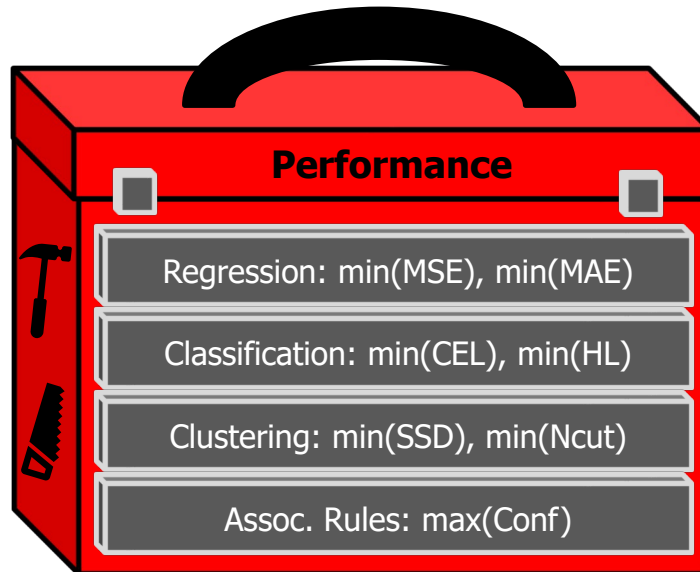 Performance
Regression: min(MSE), min(MAE)
Classification: min(CEL), min(HL)
Clustering: min(SSD), min(Ncut)
Assoc. Rules: max(Conf)